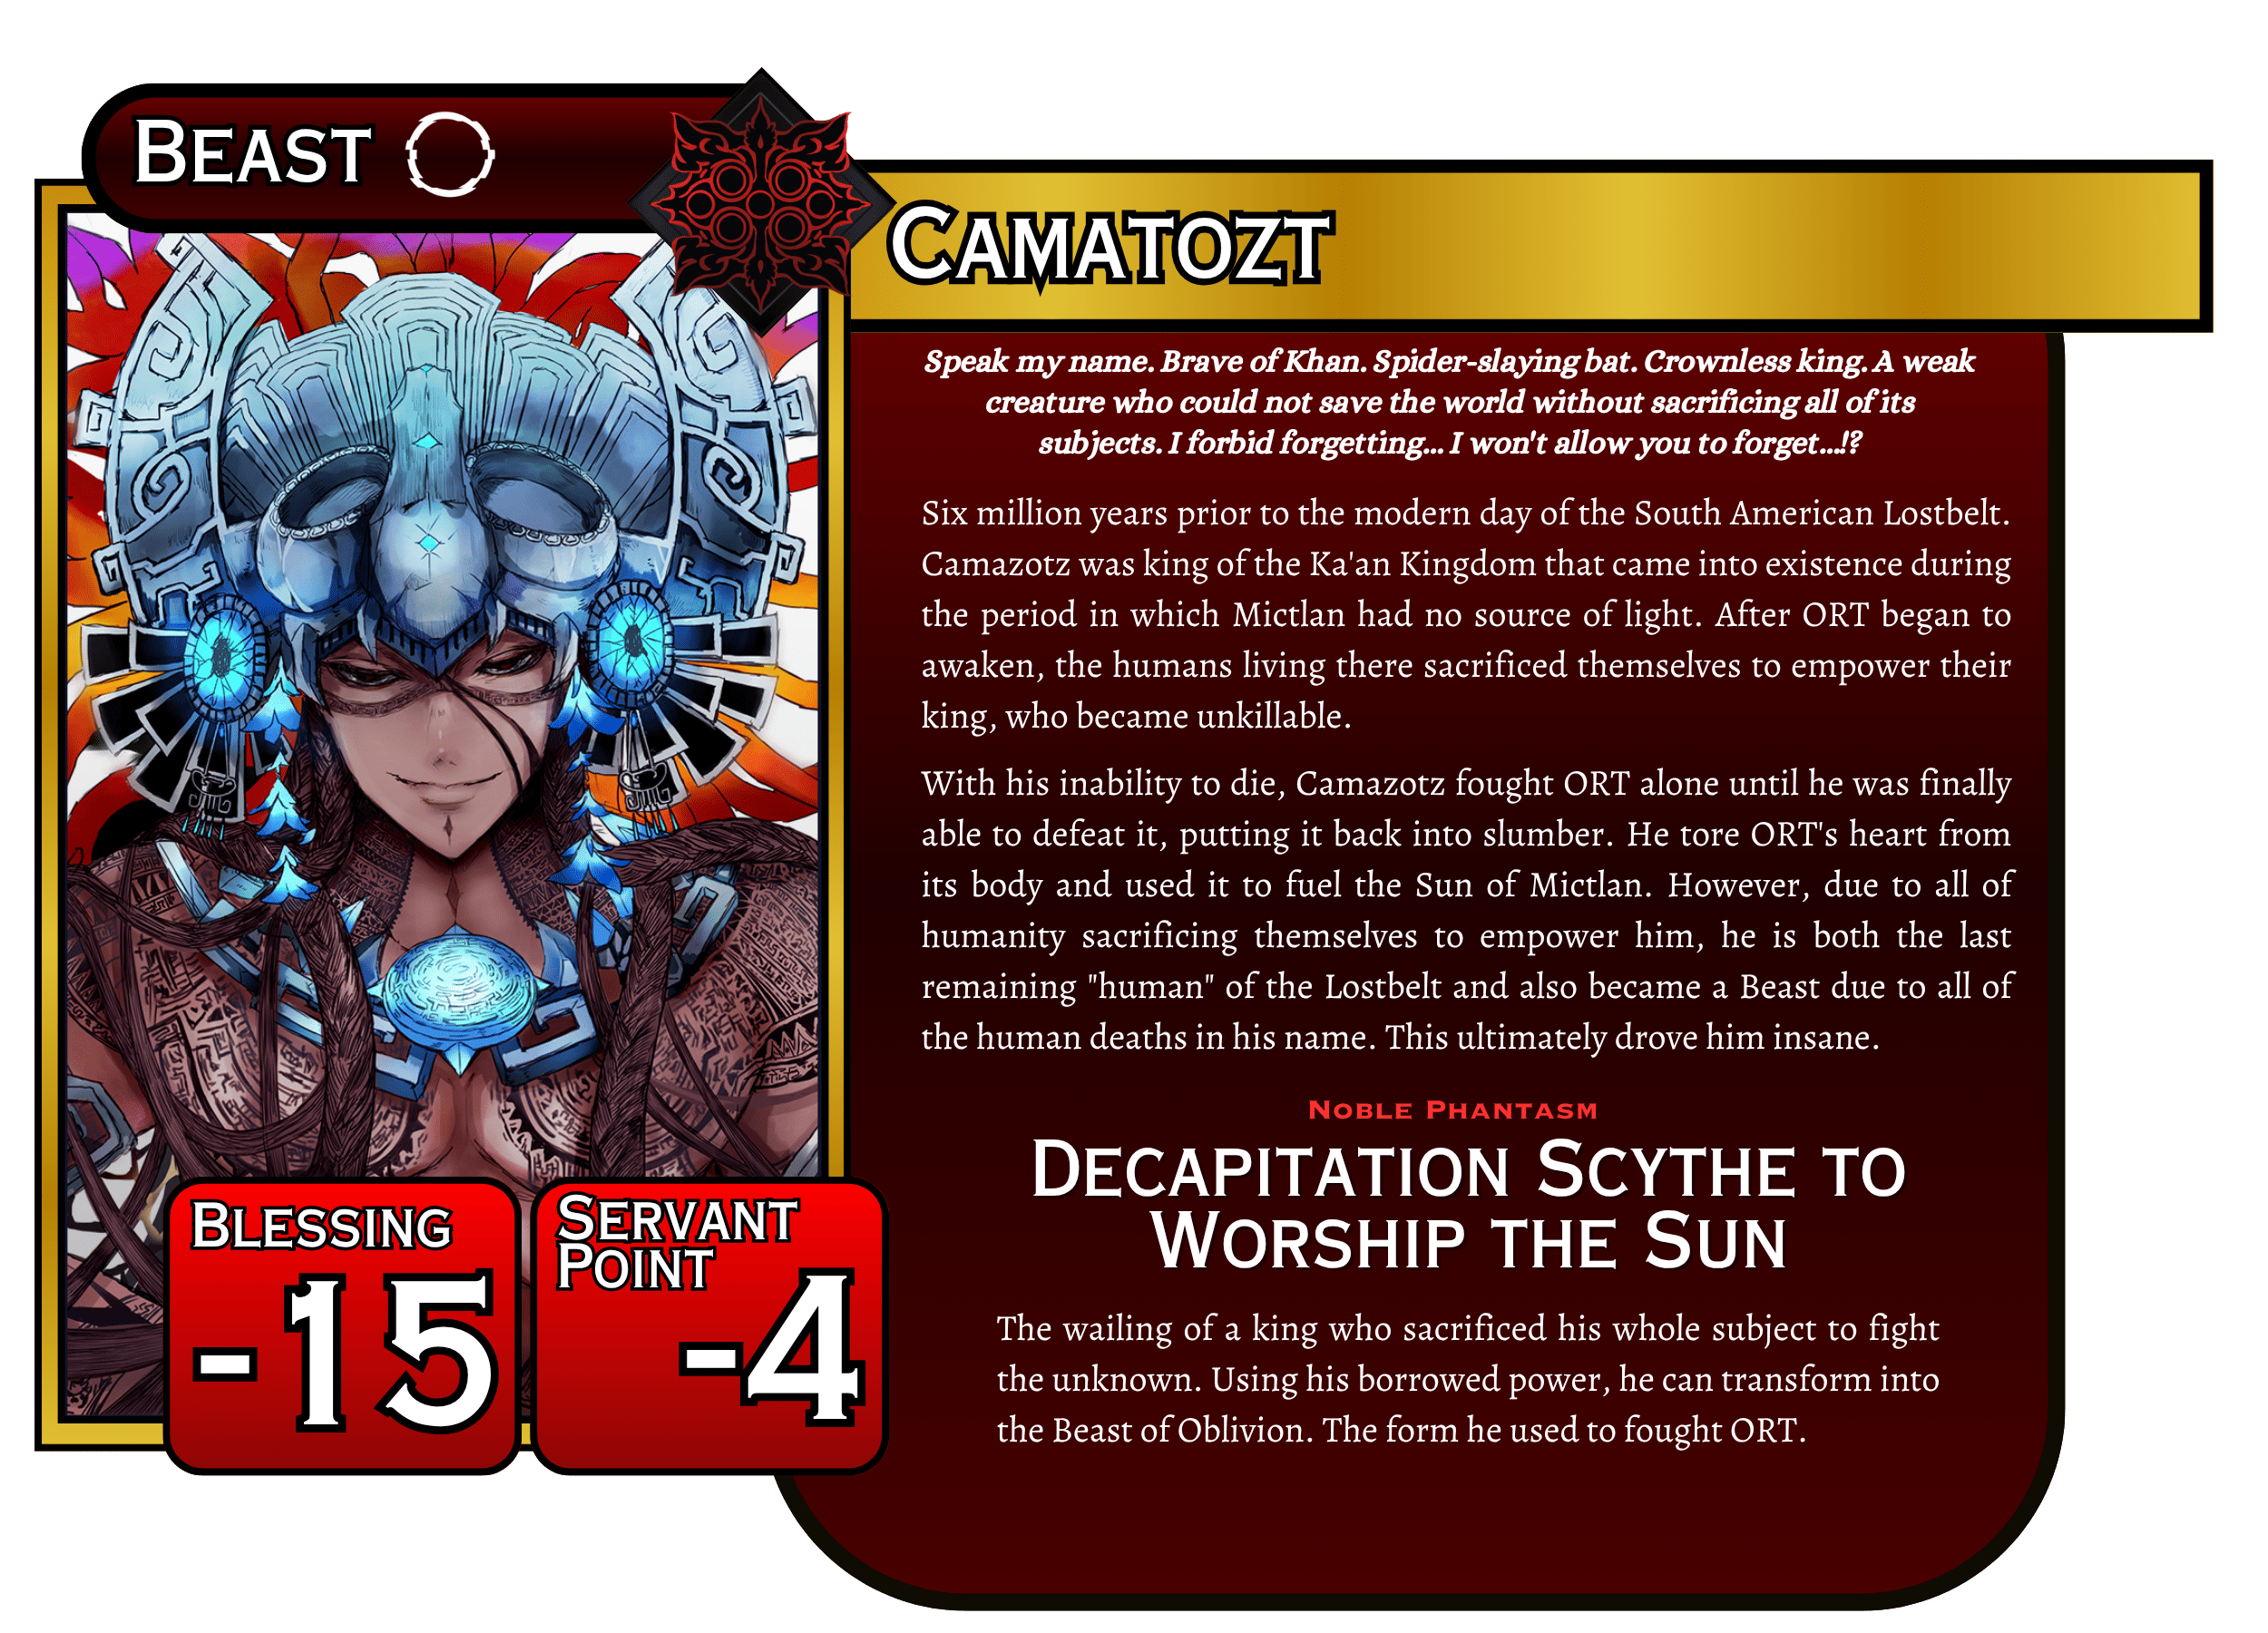 Beast
Camatozt
Speak my name. Brave of Khan. Spider-slaying bat. Crownless king. A weak
creature who could not save the world without sacrificing all of its
subjects. I forbid forgetting... I won't allow you to forget...!?
Six million years prior to the modern day of the South American Lostbelt.
Camazotz was king of the Ka'an Kingdom that came into existence during
the period in which Mictlan had no source of light. After ORT began to
awaken, the humans living there sacrificed themselves to empower their
king, who became unkillable.
With his inability to die, Camazotz fought ORT alone until he was finally
able to defeat it, putting it back into slumber. He tore ORT's heart from
its body and used it to fuel the Sun of Mictlan. However, due to all of
humanity sacrificing themselves to empower him, he is both the last
remaining "human" of the Lostbelt and also became a Beast due to all of
the human deaths in his name. This ultimately drove him insane.
Noble Phantasm
Decapitation Scythe to
Worship the Sun
The wailing of a king who sacrificed his whole subject to fight
the unknown. Using his borrowed power, he can transform into
the Beast of Oblivion. The form he used to fought ORT.
Blessing
-15
Servant
Point
-4